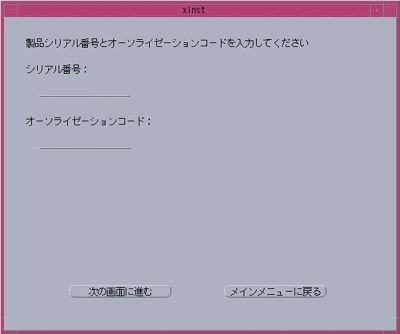 xinst
製品シリアル番号とオーソライゼーションコードを入力してください
シリアル番号：
オーソライゼーションコード：
次の画面に進む
メインメニューに戻る